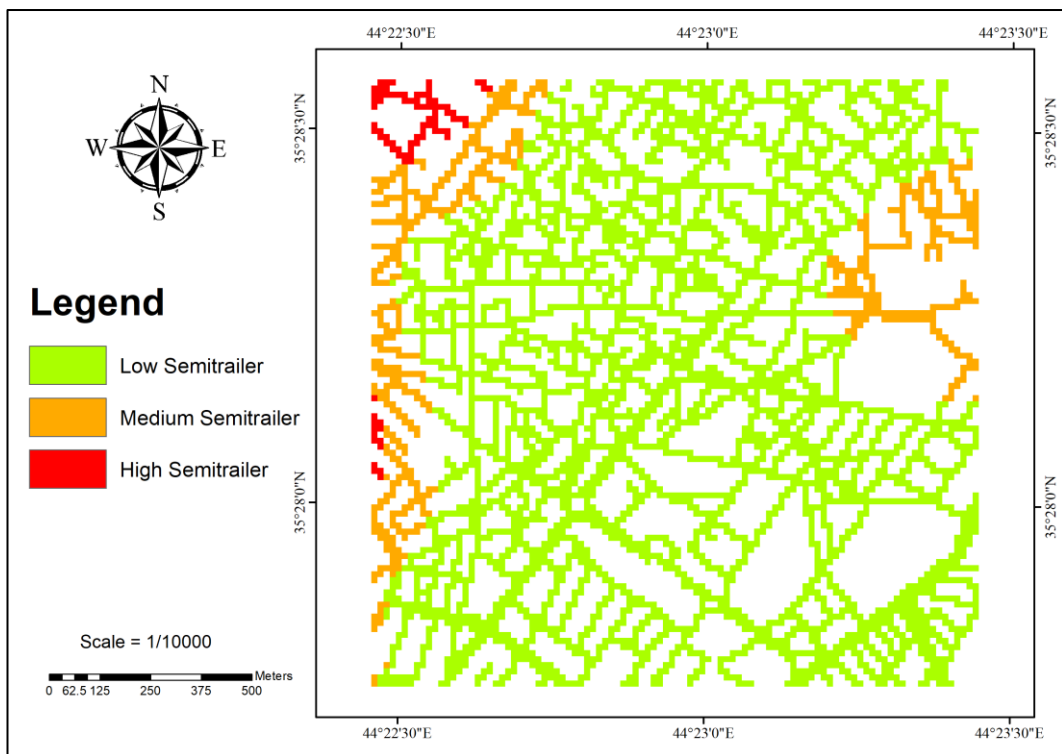 44°22'30"E 44°23'0"E 44°23'30"E
N
W E
S
35°28'30"N
35°28'30"N
Legend
Low Semitrailer
Medium Semitrailer
High Semitrailer
35°28'0"N
35°28'0"N
Scale = 1/10000
Meters
0 62.5 125 250 375 500
44°22'30"E 44°23'0"E 44°23'30"E